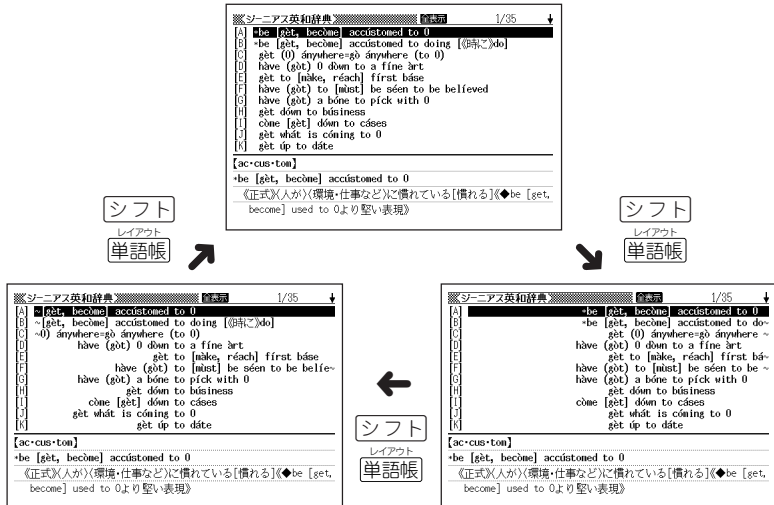 ジーニアス英和辞典 全表示 1/35
[A] *be [gèt, becòme] accústomed to O
[B] *be [gèt, becòme] accústomed to doing [《時に》do]
[C] gèt (O) ánywhere=gò ánywhere (to O)
[D] hàve (gòt) O dòwn to a fíne àrt
[E] gèt to [màke, réach] fírst báse
[F] hàve (gòt) to [mùst] be séen to be believed
[G] hàve (gòt) a bóne to píck with O
[H] gèt dówn to búsiness
[I] còme [gèt] dówn to cáses
[J] gèt whát is cóming to O
[K] gèt úp to dáte
【ac・cus・tom】
*be [gèt, becòme] accústomed to O
《正式》〈人が〉〈環境・仕事など〉に慣れている[慣れる]《◆be [get,
become] used to Oより堅い表現》
シフト
レイアウト
単語帳
シフト
レイアウト
単語帳
ジーニアス英和辞典 全表示 1/35
[A] ~[gèt, becòme] accústomed to O
[B] ~[gèt, becòme] accústomed to doing [《時に》do]
[C] ~O) ánywhere=gò ánywhere (to O)
[D] hàve (gòt) O dòwn to a fíne àrt
[E] gèt to [màke, réach] fírst báse
[F] hàve (gòt) to [mùst] be séen to be belíe~
[G] hàve (gòt) a bóne to píck with O
[H] gèt dówn to búsiness
[I] còme [gèt] dówn to cáses
[J] gèt whát is cóming to O
[K] gèt úp to dáte
【ac・cus・tom】
*be [gèt, becòme] accústomed to O
《正式》〈人が〉〈環境・仕事など〉に慣れている[慣れる]《◆be [get,
become] used to Oより堅い表現》
シフト
レイアウト
単語帳
ジーニアス英和辞典 全表示 1/35
[A] *be [gèt, becòme] accústomed to O
[B] *be [gèt, becòme] accústomed to do~
[C] gèt (O) ánywhere=gò ánywhere ~
[D] hàve (gòt) O dòwn to a fíne àrt
[E] gèt to [màke, réach] fírst bá~
[F] hàve (gòt) to [mùst] be séen to be ~
[G] hàve (gòt) a bóne to píck with O
[H] gèt dówn to búsiness
[I] còme [gèt] dówn to cáses
[J] gèt whát is cóming to O
[K] gèt úp to dáte
【ac・cus・tom】
*be [gèt, becòme] accústomed to O
《正式》〈人が〉〈環境・仕事など〉に慣れている[慣れる]《◆be [get,
become] used to Oより堅い表現》